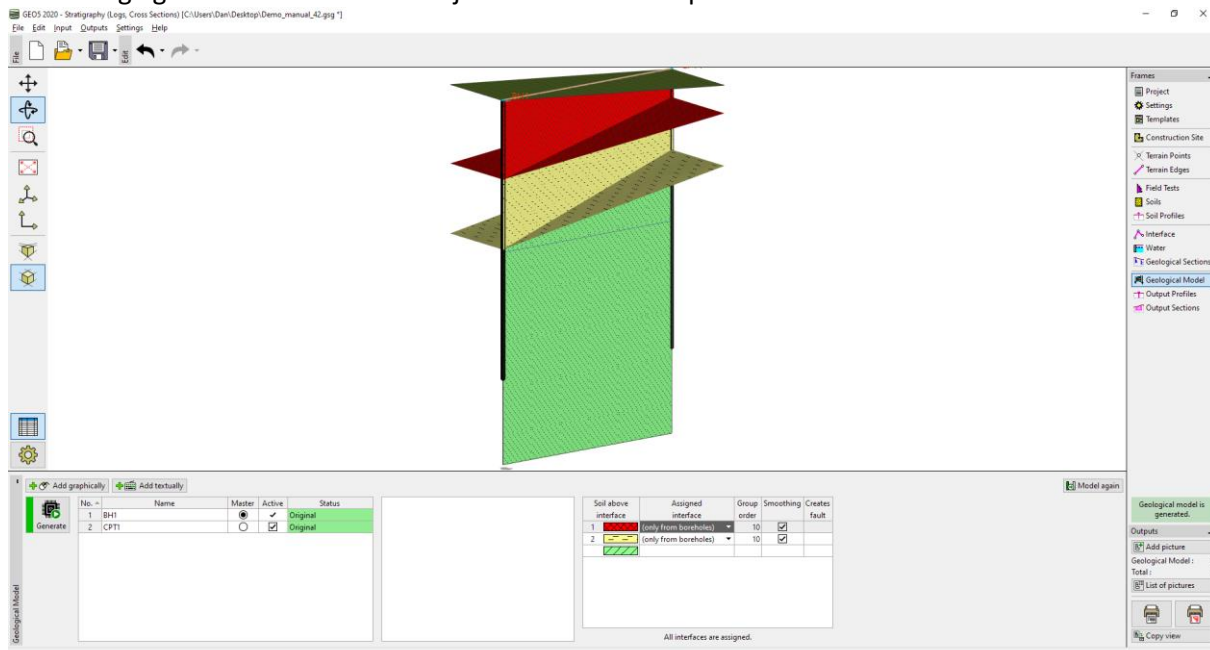 GEO5 2020 - Stratigraphy (Logs, Cross Sections) [C:\Users\Dan\Desktop\Demo_manual_42.gsg *]
File Edit Input Outputs Settings Help
File
Edit
Frames
Project
Settings
Templates
Construction Site
Terrain Points
Terrain Edges
Field Tests
Soils
Soil Profiles
Interface
Water
Geological Sections
Geological Model
Output Profiles
Output Sections
Add graphically Add textually Model again
Generate
No. Name Master Active Status
1 BH1 Original
2 CPT1 Original
Soil above interface Assigned interface Group order Smoothing Creates fault
1 (only from boreholes) 10
2 (only from boreholes) 10
All interfaces are assigned.
Geological Model
Geological model is
generated.
Outputs
Add picture
Geological Model :
Total :
List of pictures
Copy view